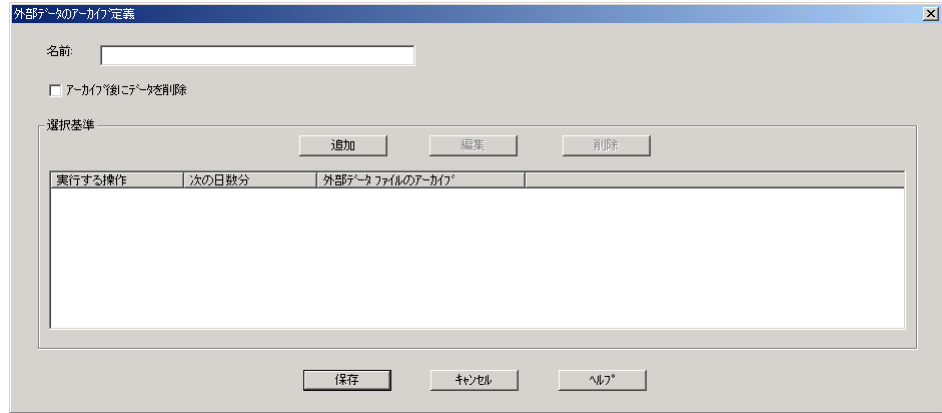 外部ﾃﾞｰﾀのｱｰｶｲﾌﾞ定義
名前:
ｱｰｶｲﾌﾞ後にﾃﾞｰﾀを削除
選択基準
追加 編集 削除
実行する操作 次の日数分 外部ﾃﾞｰﾀ ﾌｧｲﾙのｱｰｶｲﾌﾞ
保存 ｷｬﾝｾﾙ ﾍﾙﾌﾟ